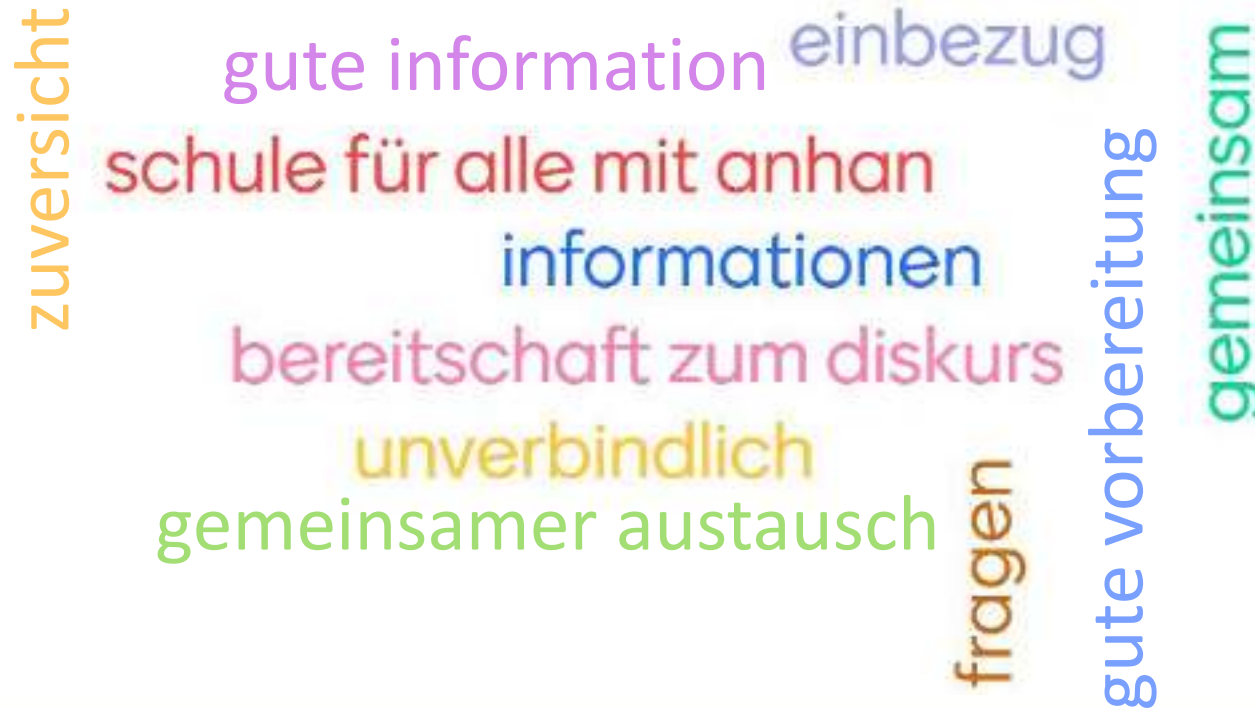 zuversicht
gute information
einbezug
schule für alle mit anhan
informationen
bereitschaft zum diskurs
unverbindlich
gemeinsamer austausch
fragen
gute vorbereitung
gemeinsam